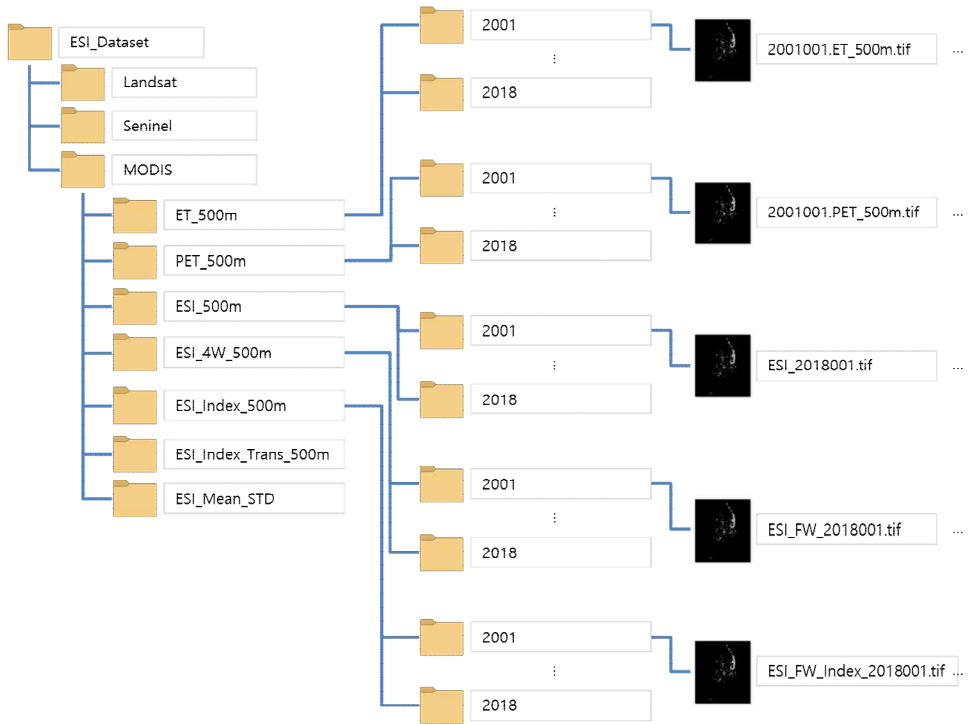 ESI_Dataset
Landsat
Seninel
MODIS
ET_500m
PET_500m
ESI_500m
ESI_4W_500m
ESI_Index_500m
ESI_Index_Trans_500m
ESI_Mean_STD
2001
⋮
2018
2001001.ET_500m.tif
...
2001
⋮
2018
2001001.PET_500m.tif
...
2001
⋮
2018
ESI_2018001.tif
...
2001
⋮
2018
ESI_FW_2018001.tif
...
2001
⋮
2018
ESI_FW_Index_2018001.tif
...